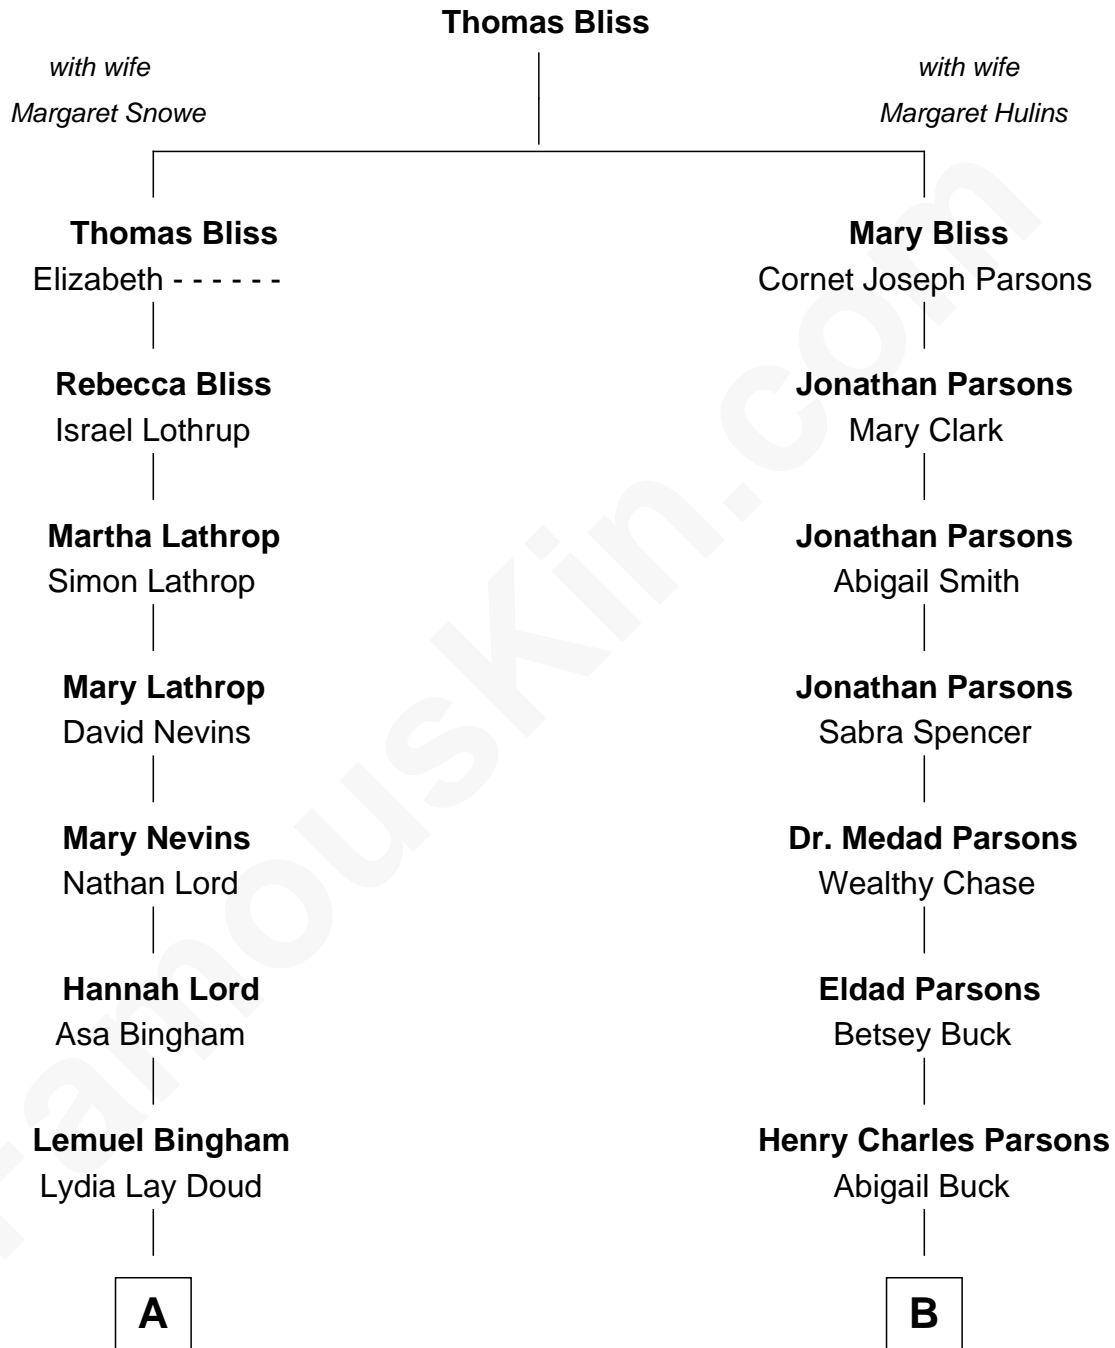 Thomas Bliss
with wife
Margaret Snowe
with wife
Margaret Hulins
Thomas Bliss
Elizabeth - - - - - -
Mary Bliss
Cornet Joseph Parsons
Rebecca Bliss
Israel Lothrup
Jonathan Parsons
Mary Clark
Martha Lathrop
Simon Lathrop
Jonathan Parsons
Abigail Smith
Mary Lathrop
David Nevins
Jonathan Parsons
Sabra Spencer
Mary Nevins
Nathan Lord
Dr. Medad Parsons
Wealthy Chase
Hannah Lord
Asa Bingham
Eldad Parsons
Betsey Buck
Lemuel Bingham
Lydia Lay Doud
Henry Charles Parsons
Abigail Buck
A
B
FamousKin.com